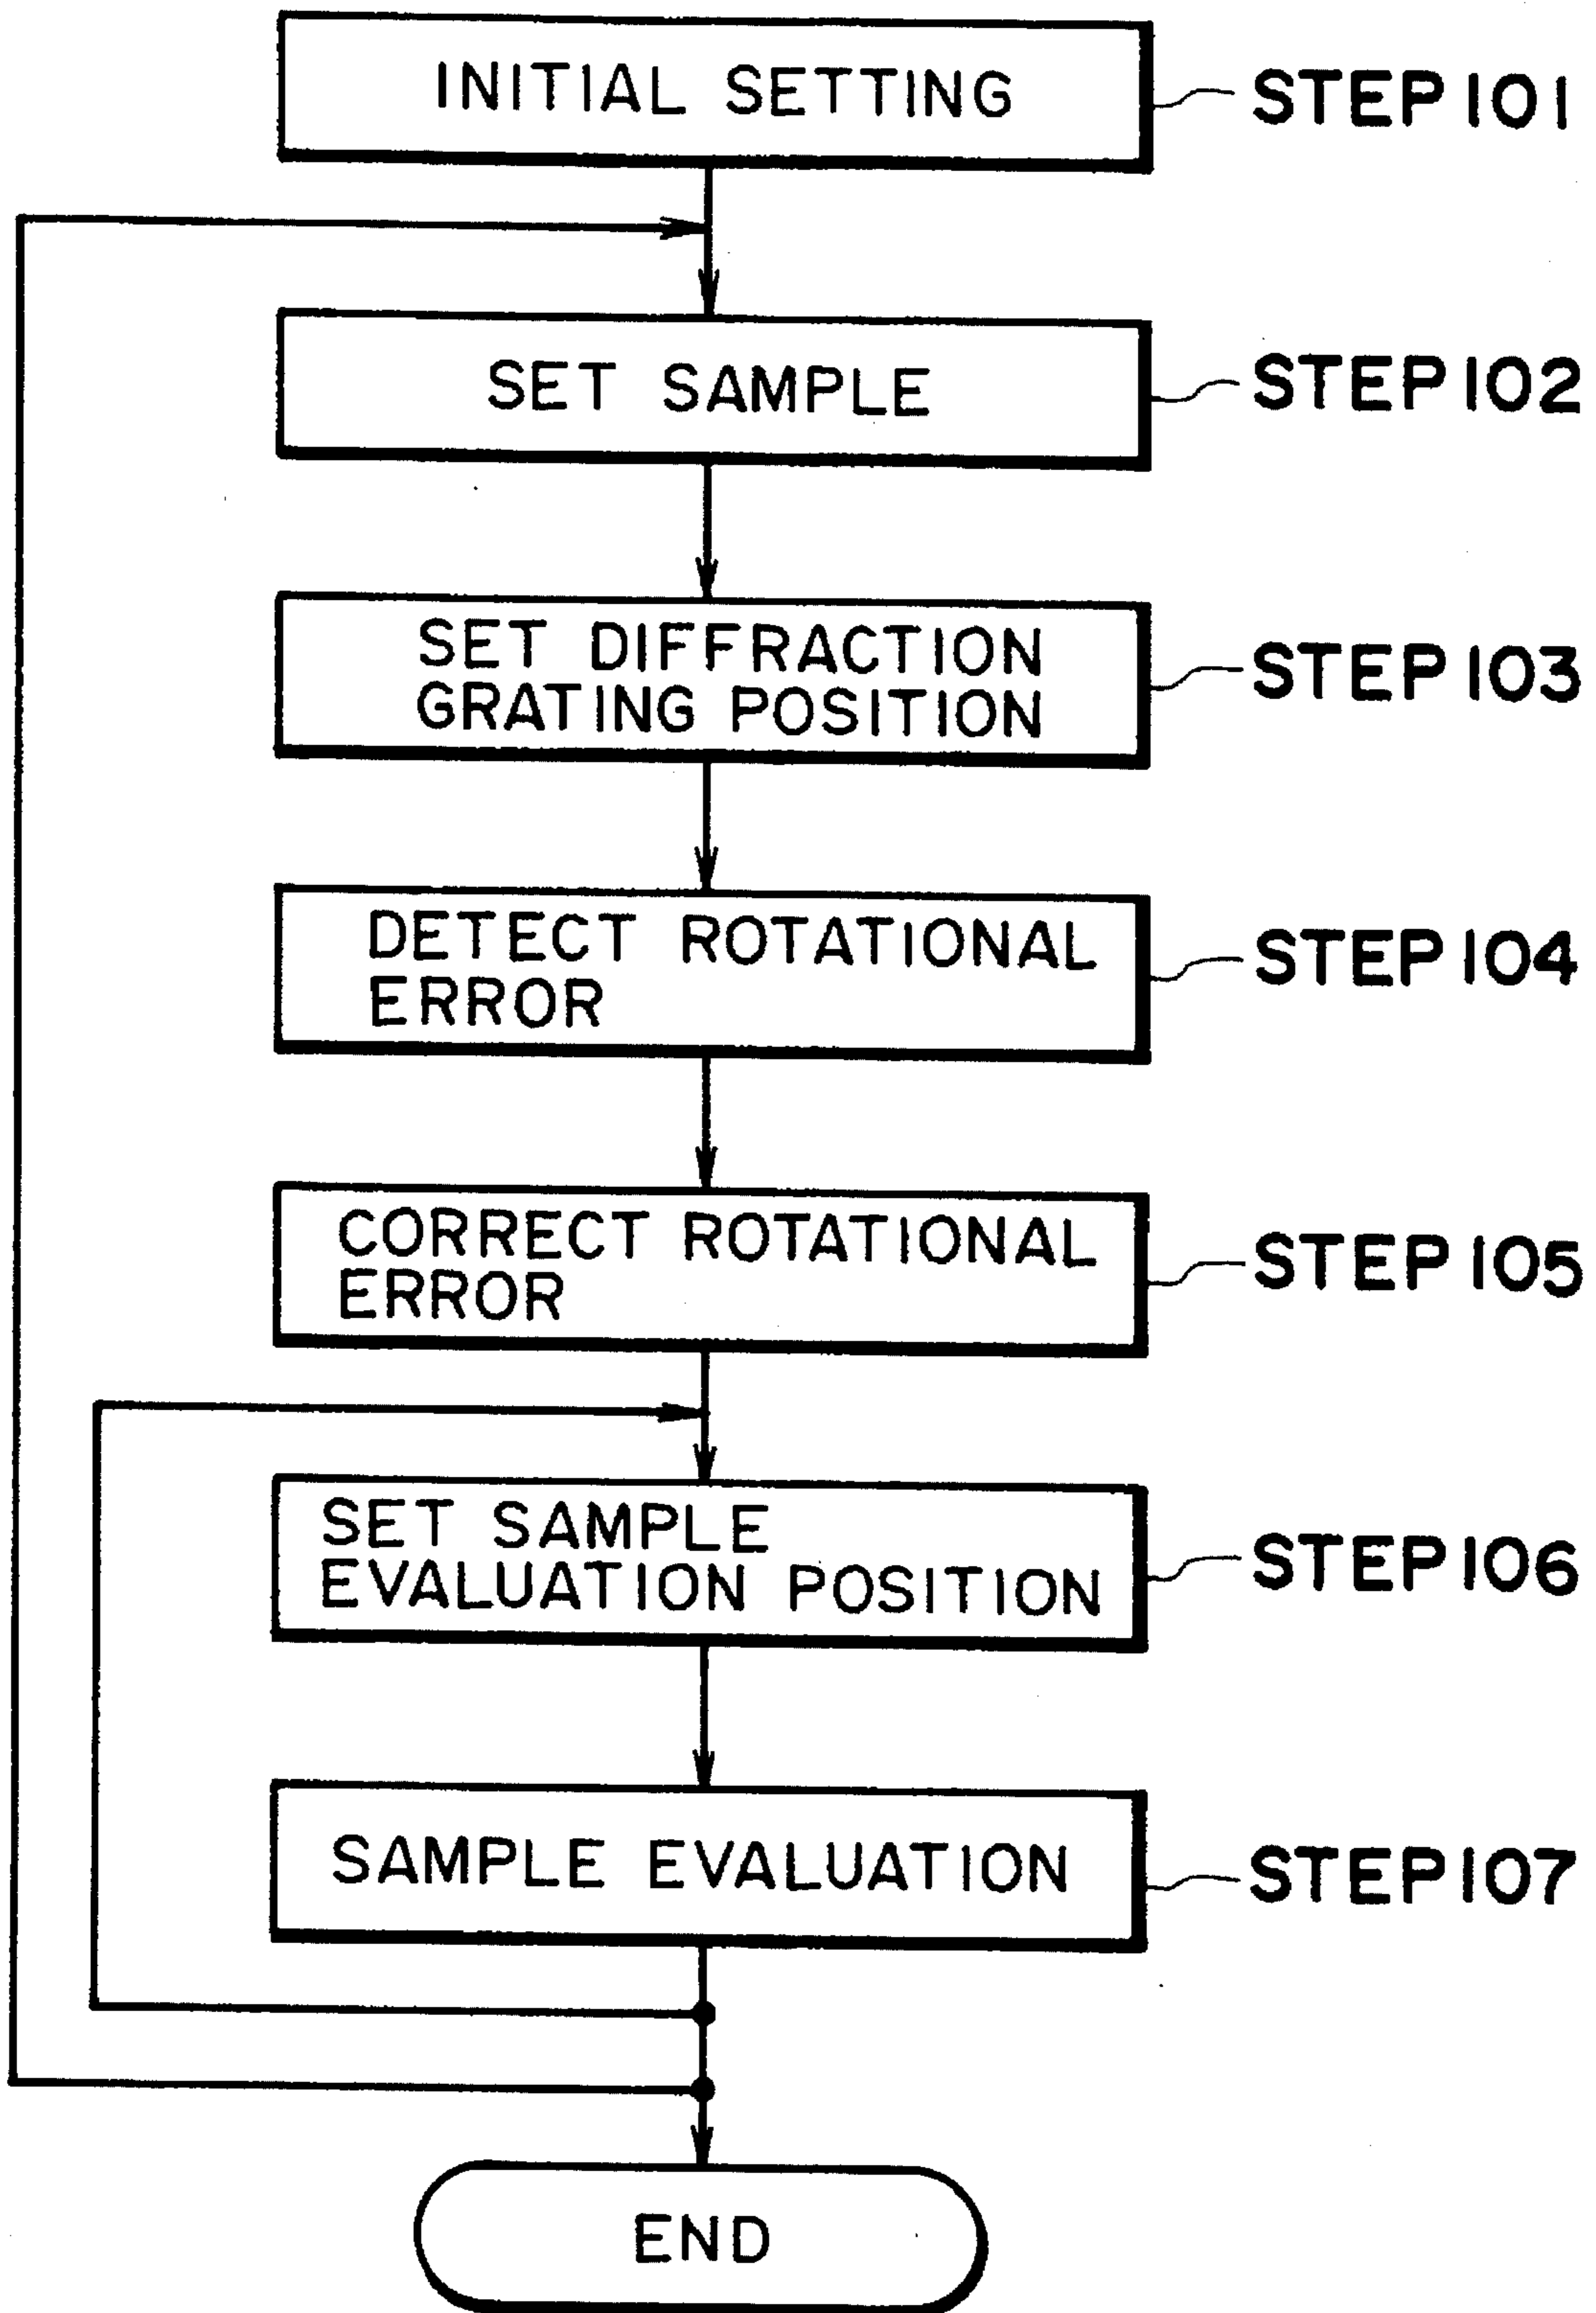 INITIAL SETTING
STEP 101
SET SAMPLE
STEP 102
SET DIFFRACTION
GRATING POSITION
STEP 103
DETECT ROTATIONAL
ERROR
STEP 104
CORRECT ROTATIONAL
ERROR
STEP 105
SET SAMPLE
EVALUATION POSITION
STEP 106
SAMPLE EVALUATION
STEP 107
END